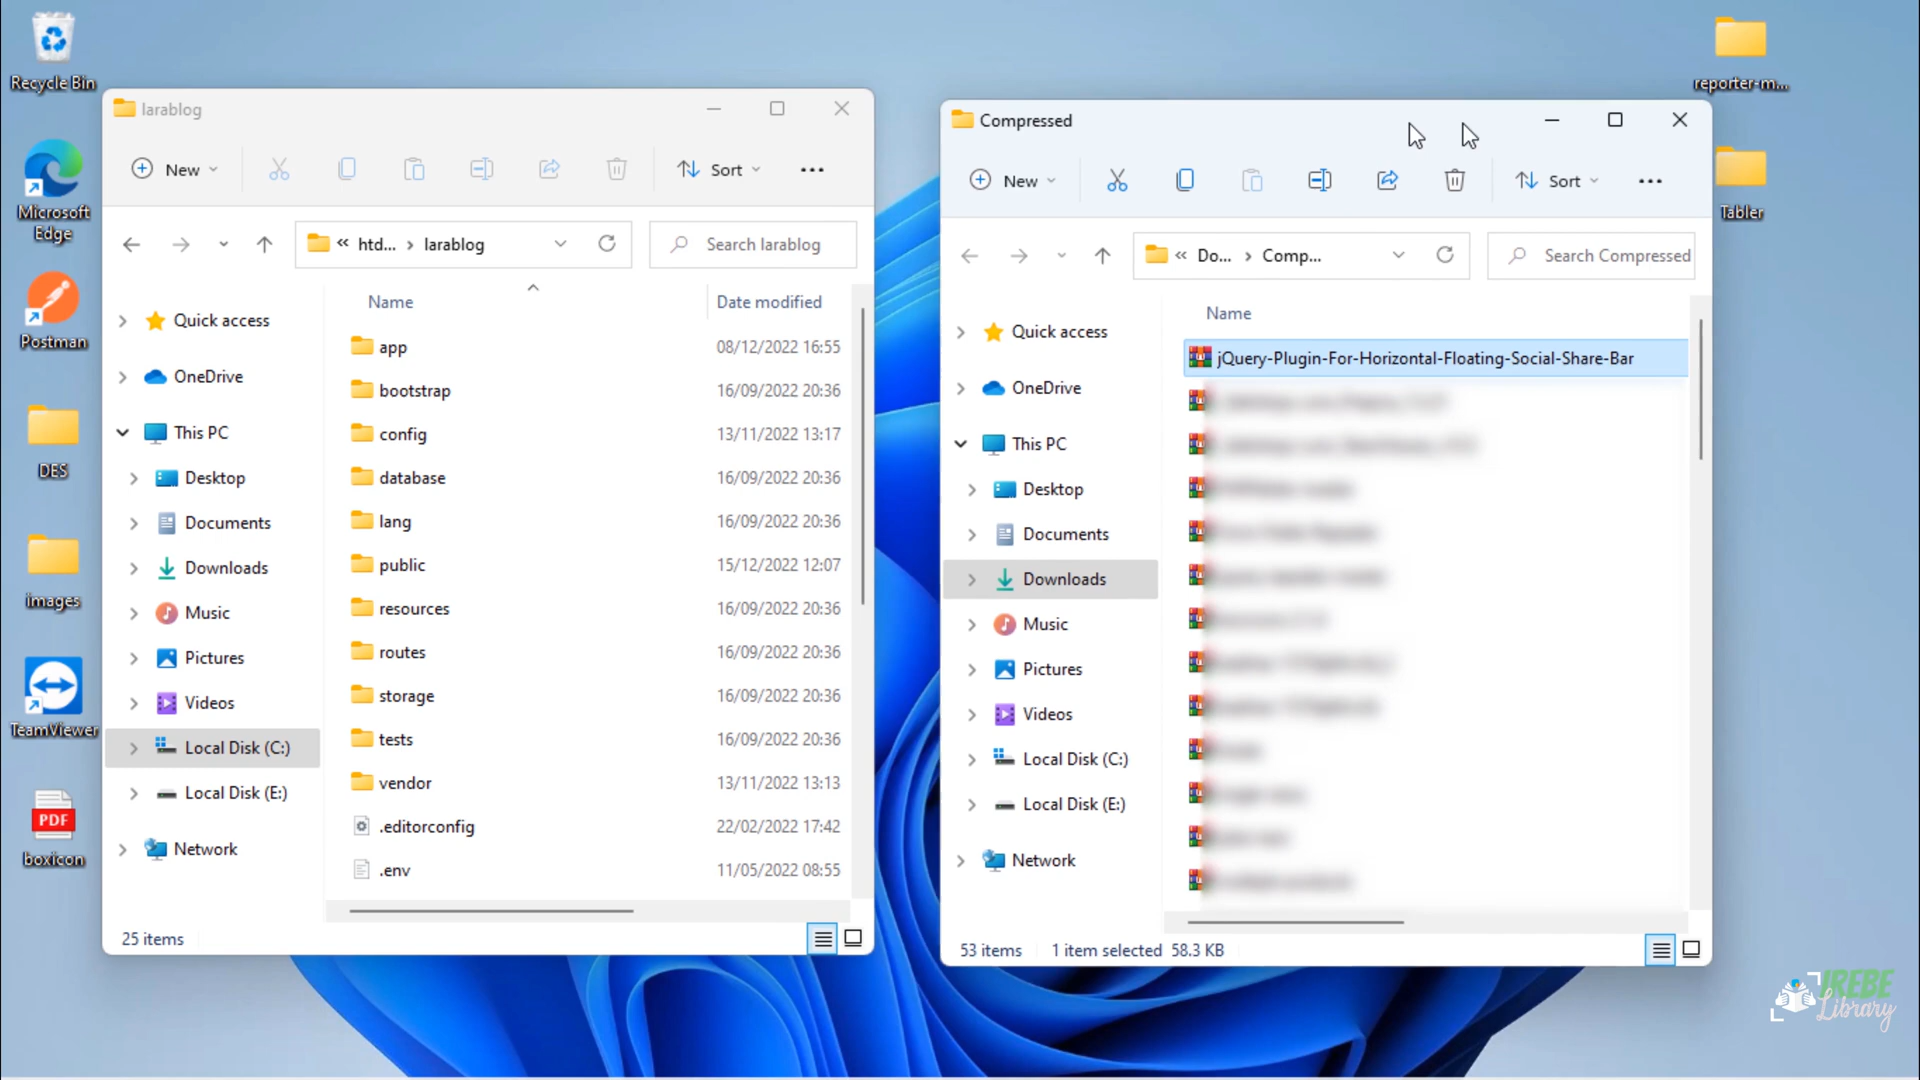 Recycle Bin
Microsoft
Edge
Postman
DES
images
TeamViewer
PDF
boxicon
reporter-m...
Tabler
larablog
New
Sort
« htd... > larablog
Search larablog
Name
Date modified
Quick access
OneDrive
This PC
Desktop
Documents
Downloads
Music
Pictures
Videos
Local Disk (C:)
Local Disk (E:)
Network
app 08/12/2022 16:55
bootstrap 16/09/2022 20:36
config 13/11/2022 13:17
database 16/09/2022 20:36
lang 16/09/2022 20:36
public 15/12/2022 12:07
resources 16/09/2022 20:36
routes 16/09/2022 20:36
storage 16/09/2022 20:36
tests 16/09/2022 20:36
vendor 13/11/2022 13:13
.editorconfig 22/02/2022 17:42
.env 11/05/2022 08:55
25 items
Compressed
New
Sort
« Do... > Comp...
Search Compressed
Name
Quick access
OneDrive
This PC
Desktop
Documents
Downloads
Music
Pictures
Videos
Local Disk (C:)
Local Disk (E:)
Network
jQuery-Plugin-For-Horizontal-Floating-Social-Share-Bar
53 items 1 item selected 58.3 KB
IREBE
Library